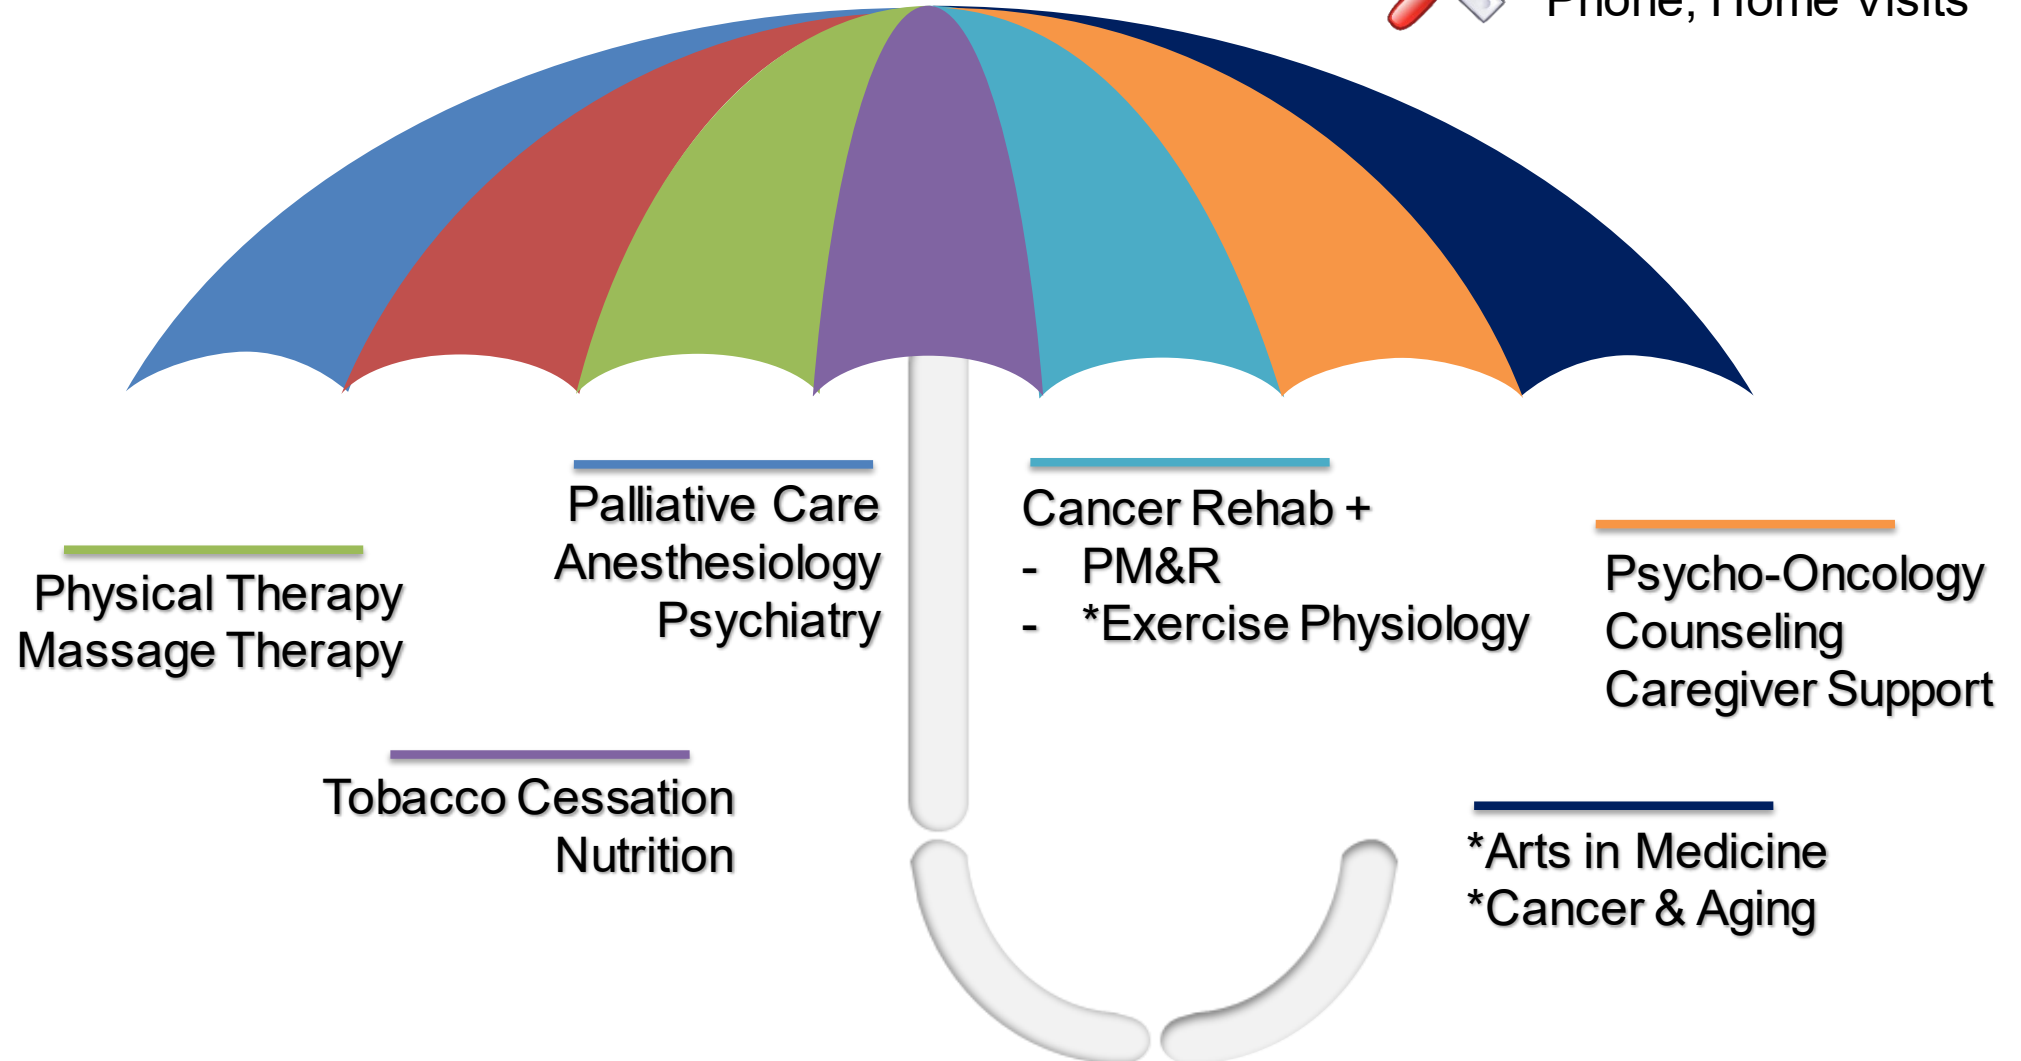 Phone, Home Visits
Palliative Care
Anesthesiology
Psychiatry
Cancer Rehab +
- PM&R
- *Exercise Physiology
Physical Therapy
Massage Therapy
Psycho-Oncology
Counseling
Caregiver Support
Tobacco Cessation
Nutrition
*Arts in Medicine
*Cancer & Aging